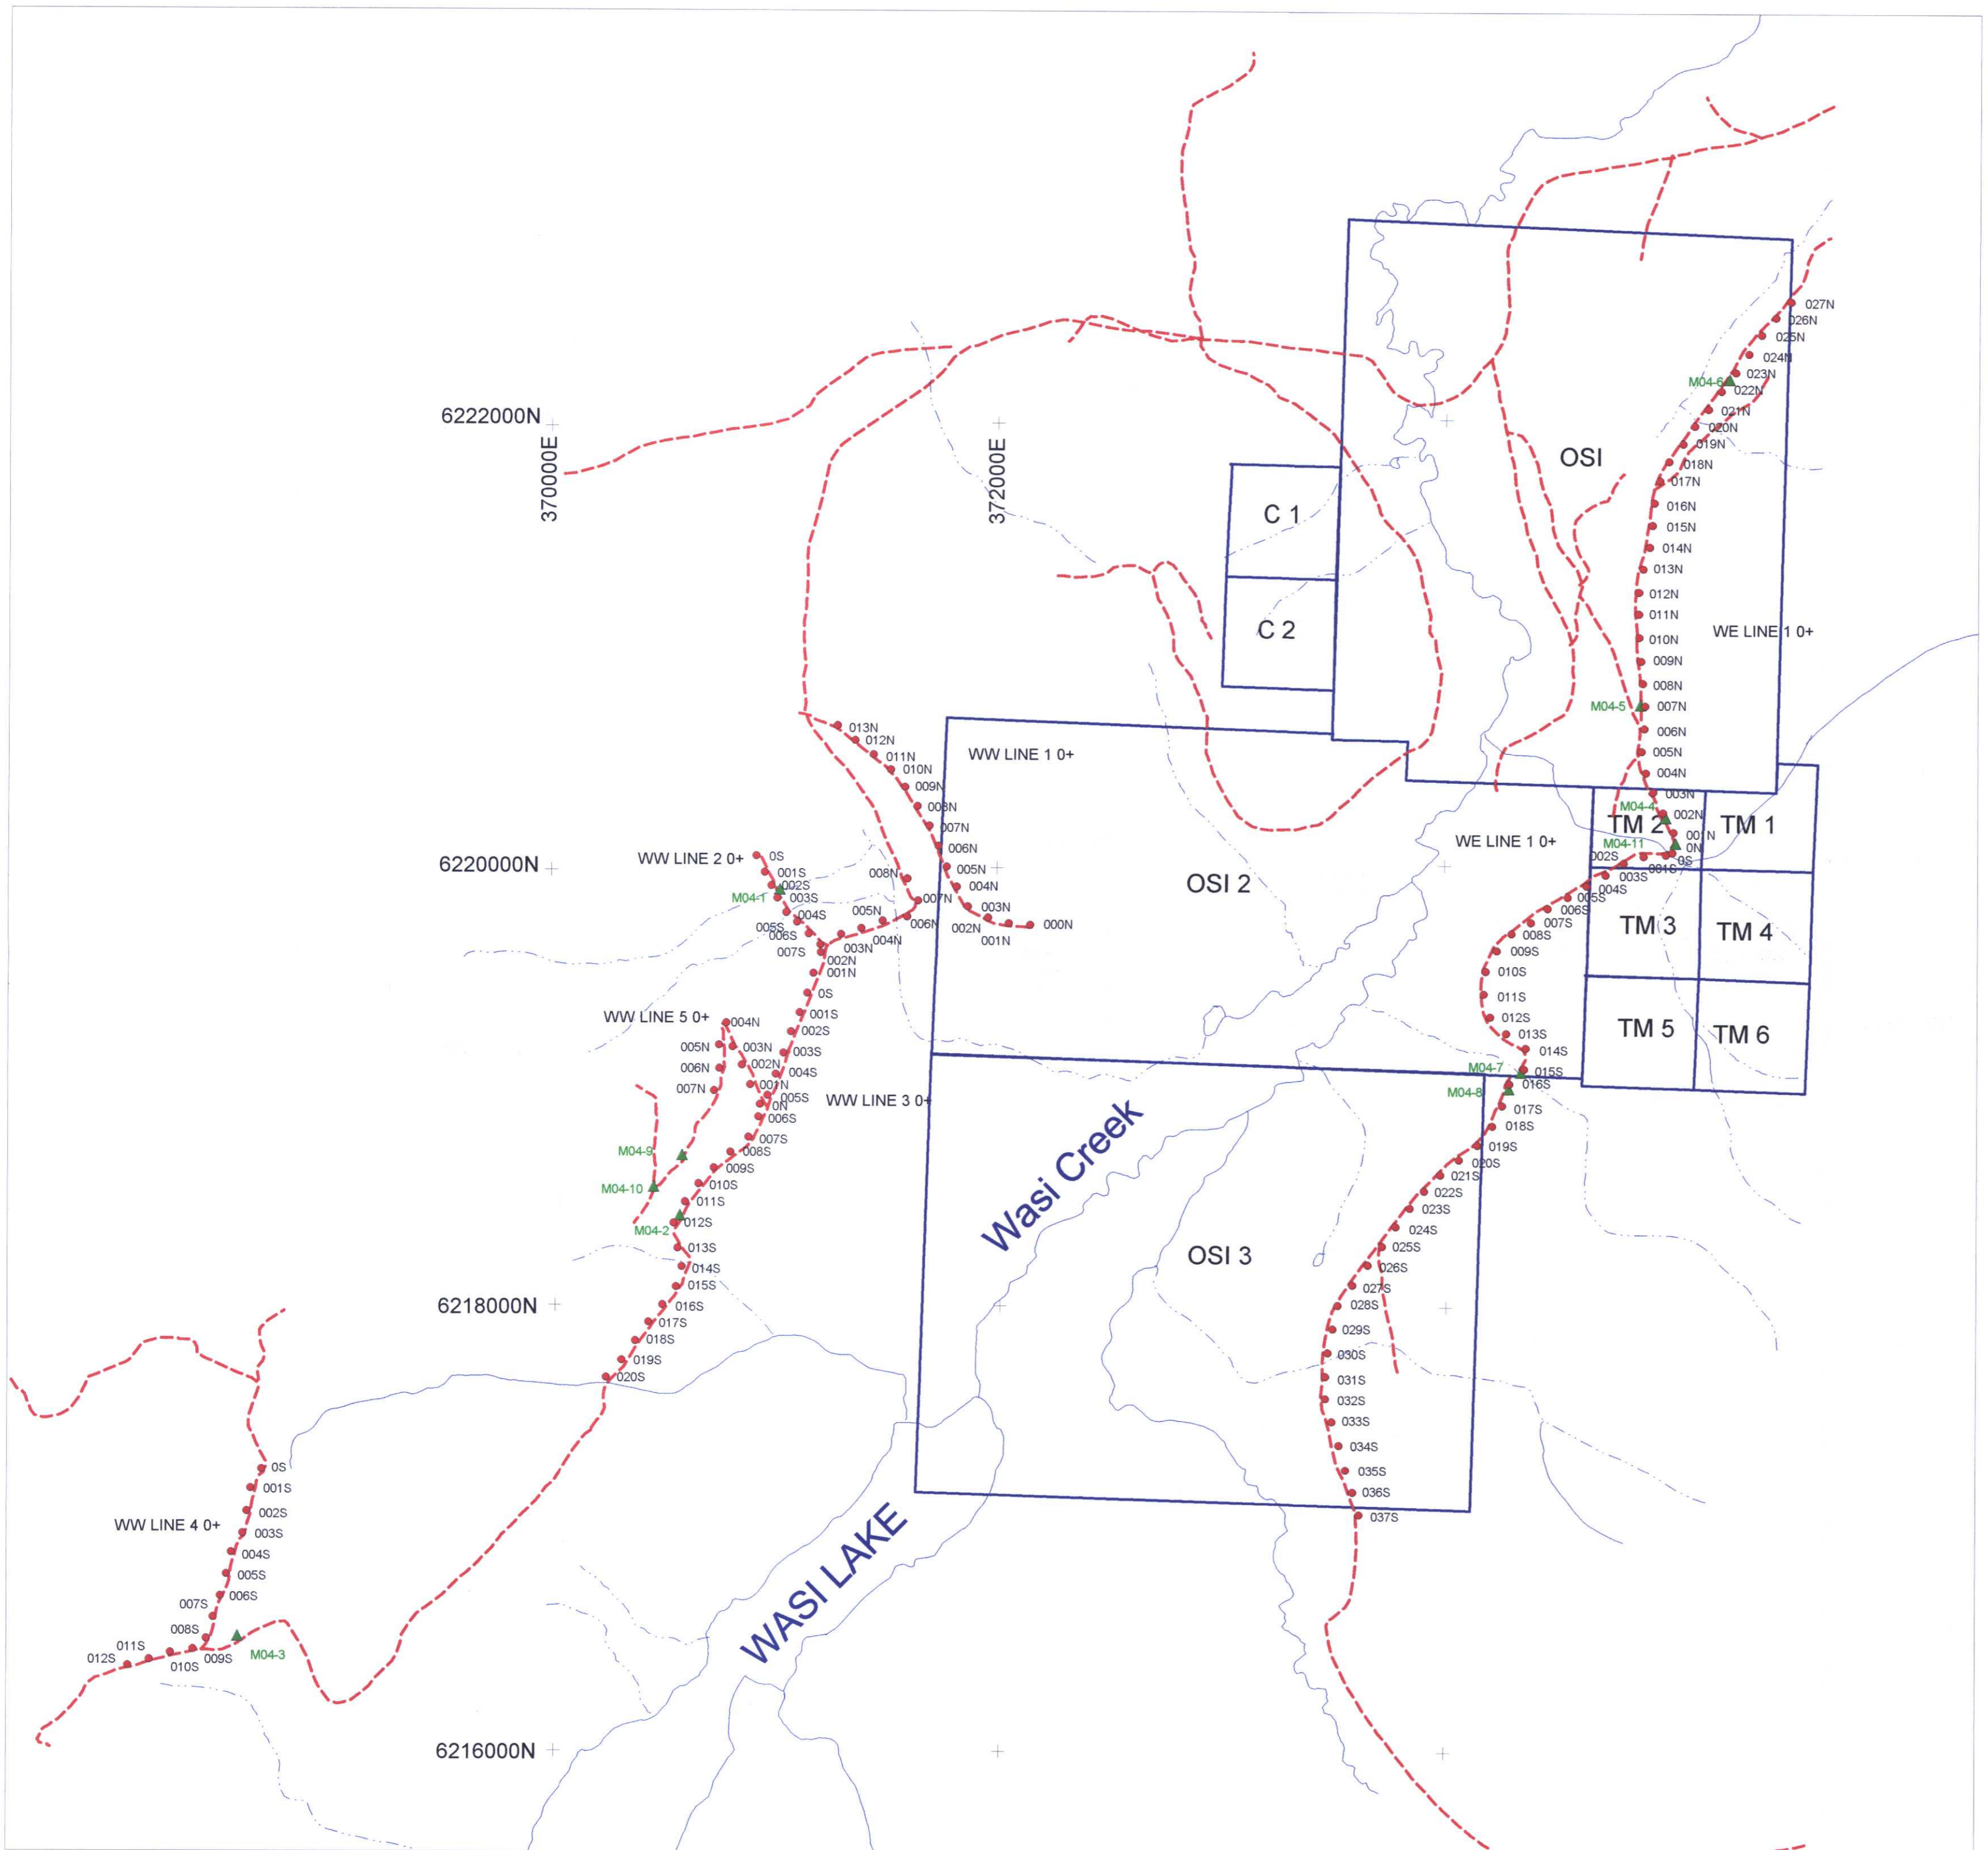 027N
026N
025N
024N
023N
M04-6
022N
021N
020N
019N
018N
017N
016N
015N
014N
013N
012N
011N
010N
009N
008N
M04-5
007N
006N
005N
004N
003N
OSI
WE LINE 1 0+
6222000N
370000E
372000E
C 1
C 2
013N
012N
011N
010N
009N
008N
007N
006N
005N
004N
003N
002N
001N
000N
WW LINE 1 0+
OSI 2
WE LINE 1 0+
M04-4
002N
001N
0N
TM 2
TM 1
M04-11
0S
001S
002S
003S
004S
005S
006S
007S
008S
009S
010S
011S
012S
013S
014S
M04-7
015S
016S
M04-8
017S
018S
019S
020S
021S
022S
023S
024S
025S
026S
027S
028S
029S
030S
031S
032S
033S
034S
035S
036S
037S
TM 3
TM 4
TM 5
TM 6
6220000N
WW LINE 2 0+
0S
001S
002S
M04-1
003S
004S
005S
006S
007S
008N
007N
006N
005N
004N
003N
002N
001N
0S
001S
002S
003S
004S
005S
006S
007S
008S
009S
010S
011S
012S
013S
014S
015S
016S
017S
018S
019S
020S
WW LINE 5 0+
004N
005N
003N
006N
002N
007N
001N
0N
WW LINE 3 0+
M04-9
M04-10
M04-2
Wasi Creek
OSI 3
6218000N
0S
001S
002S
WW LINE 4 0+
003S
004S
005S
006S
007S
008S
009S
010S
011S
012S
M04-3
WASI LAKE
6216000N